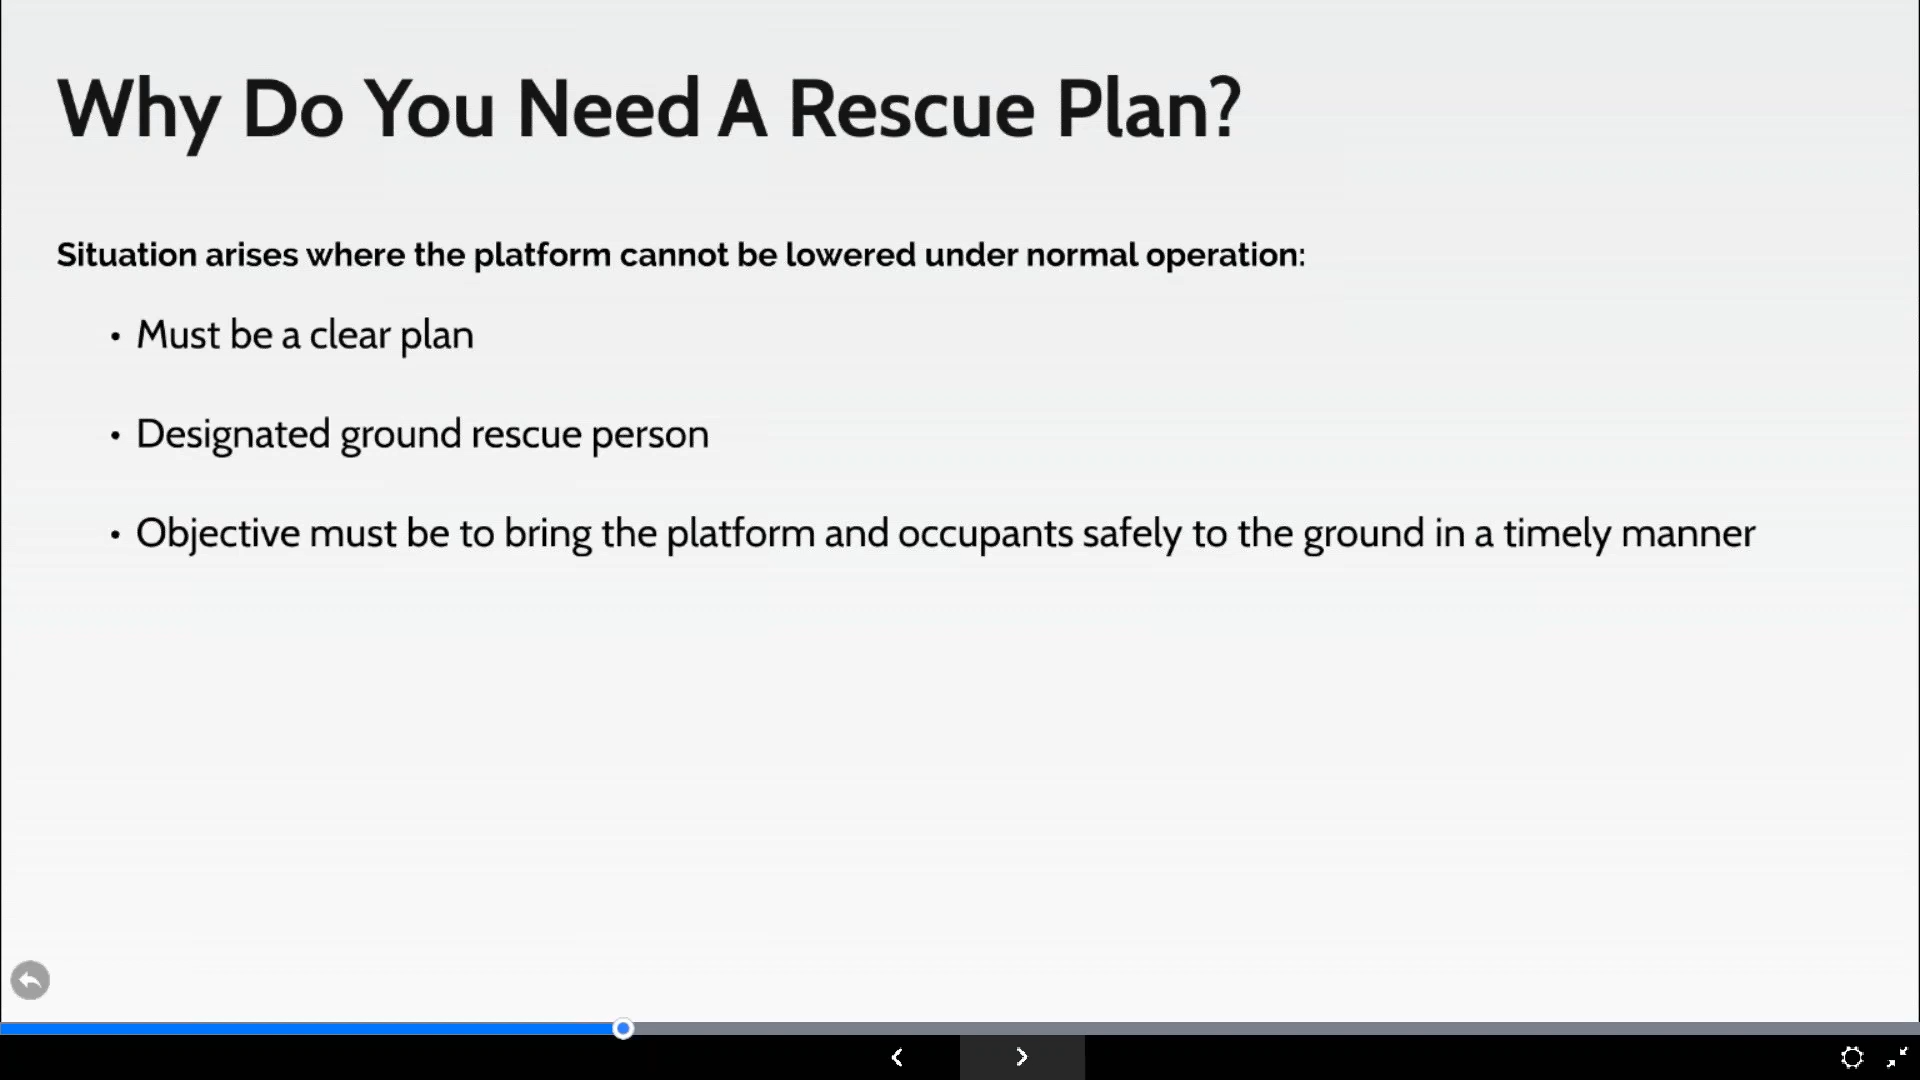 Why Do You Need A Rescue Plan?
Situation arises where the platform cannot be lowered under normal operation:
• Must be a clear plan
• Designated ground rescue person
• Objective must be to bring the platform and occupants safely to the ground in a timely manner